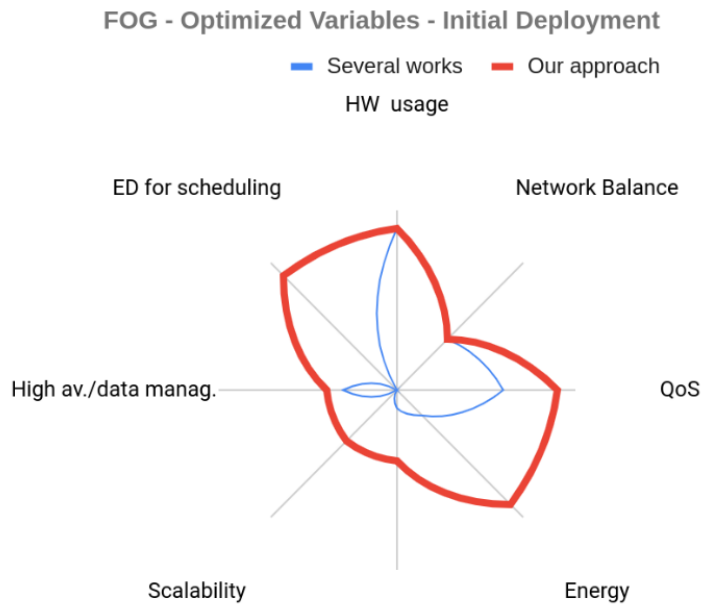 FOG - Optimized Variables - Initial Deployment
Several works
Our approach
HW usage
ED for scheduling
Network Balance
High av./data manag.
QoS
Scalability
Energy